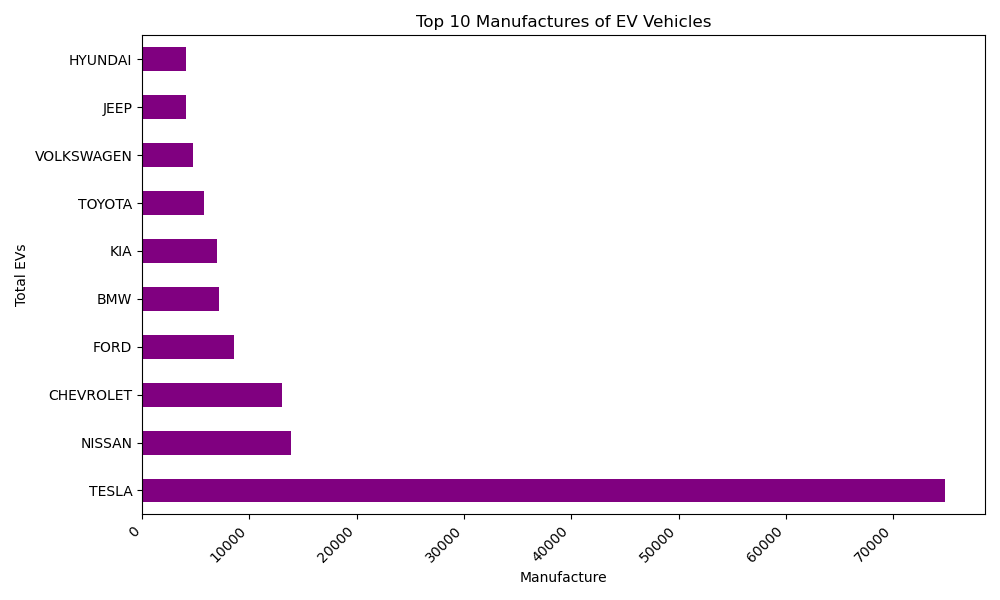 Top 10 Manufactures of EV Vehicles
HYUNDAI
JEEP
VOLKSWAGEN
TOYOTA
KIA
BMW
FORD
CHEVROLET
NISSAN
TESLA
Total EVs
0
10000
20000
30000
40000
50000
60000
70000
Manufacture